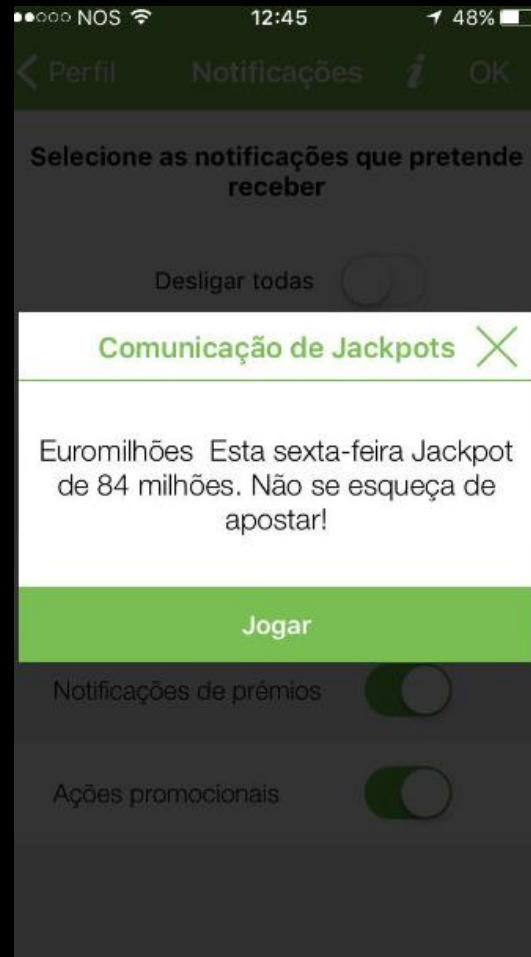 NOS 12:45 48%
Perfil Notificações i OK
Selecione as notificações que pretende
receber
Desligar todas
Comunicação de Jackpots
Euromilhões Esta sexta-feira Jackpot
de 84 milhões. Não se esqueça de
apostar!
Jogar
Notificações de prémios
Ações promocionais